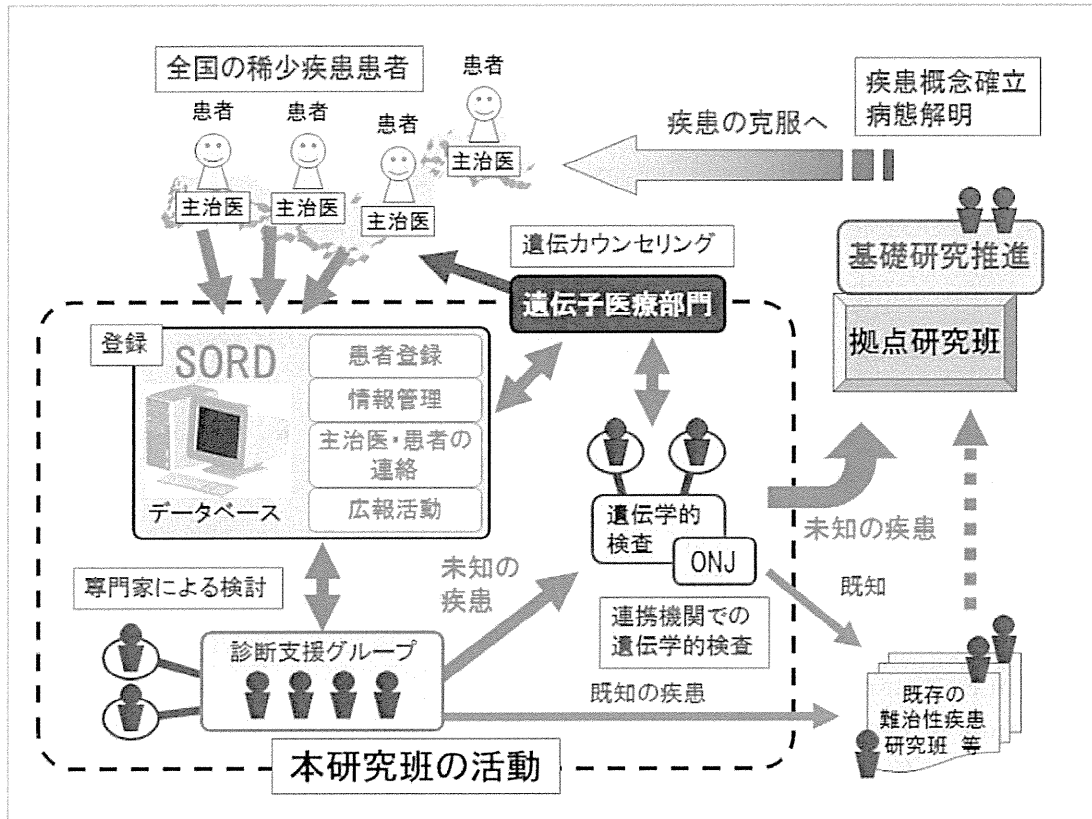 全国の稀少疾患患者
患者
患者
患者
患者
主治医
主治医
主治医
主治医
疾患の克服へ
疾患概念確立
病態解明
基礎研究推進
拠点研究班
遺伝カウンセリング
遺伝子医療部門
登録
SORD
データベース
患者登録
情報管理
主治医・患者の
連絡
広報活動
遺伝学的
検査
ONJ
連携機関での
遺伝学的検査
未知の疾患
既知
専門家による検討
未知の
疾患
診断支援グループ
既知の疾患
既存の
難治性疾患
研究班 等
本研究班の活動